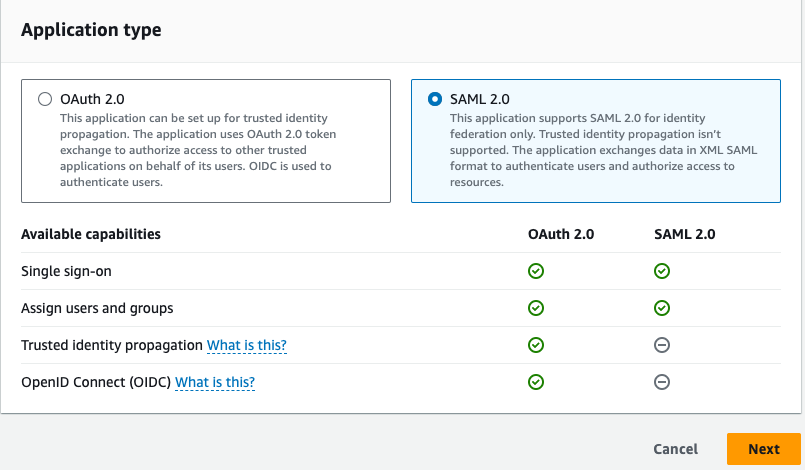 Application type
OAuth 2.0
This application can be set up for trusted identity
propagation. The application uses OAuth 2.0 token
exchange to authorize access to other trusted
applications on behalf of its users. OIDC is used to
authenticate users.
SAML 2.0
This application supports SAML 2.0 for identity
federation only. Trusted identity propagation isn't
supported. The application exchanges data in XML SAML
format to authenticate users and authorize access to
resources.
Available capabilities OAuth 2.0 SAML 2.0
Single sign-on
Assign users and groups
Trusted identity propagation What is this?
OpenID Connect (OIDC) What is this?
Cancel Next